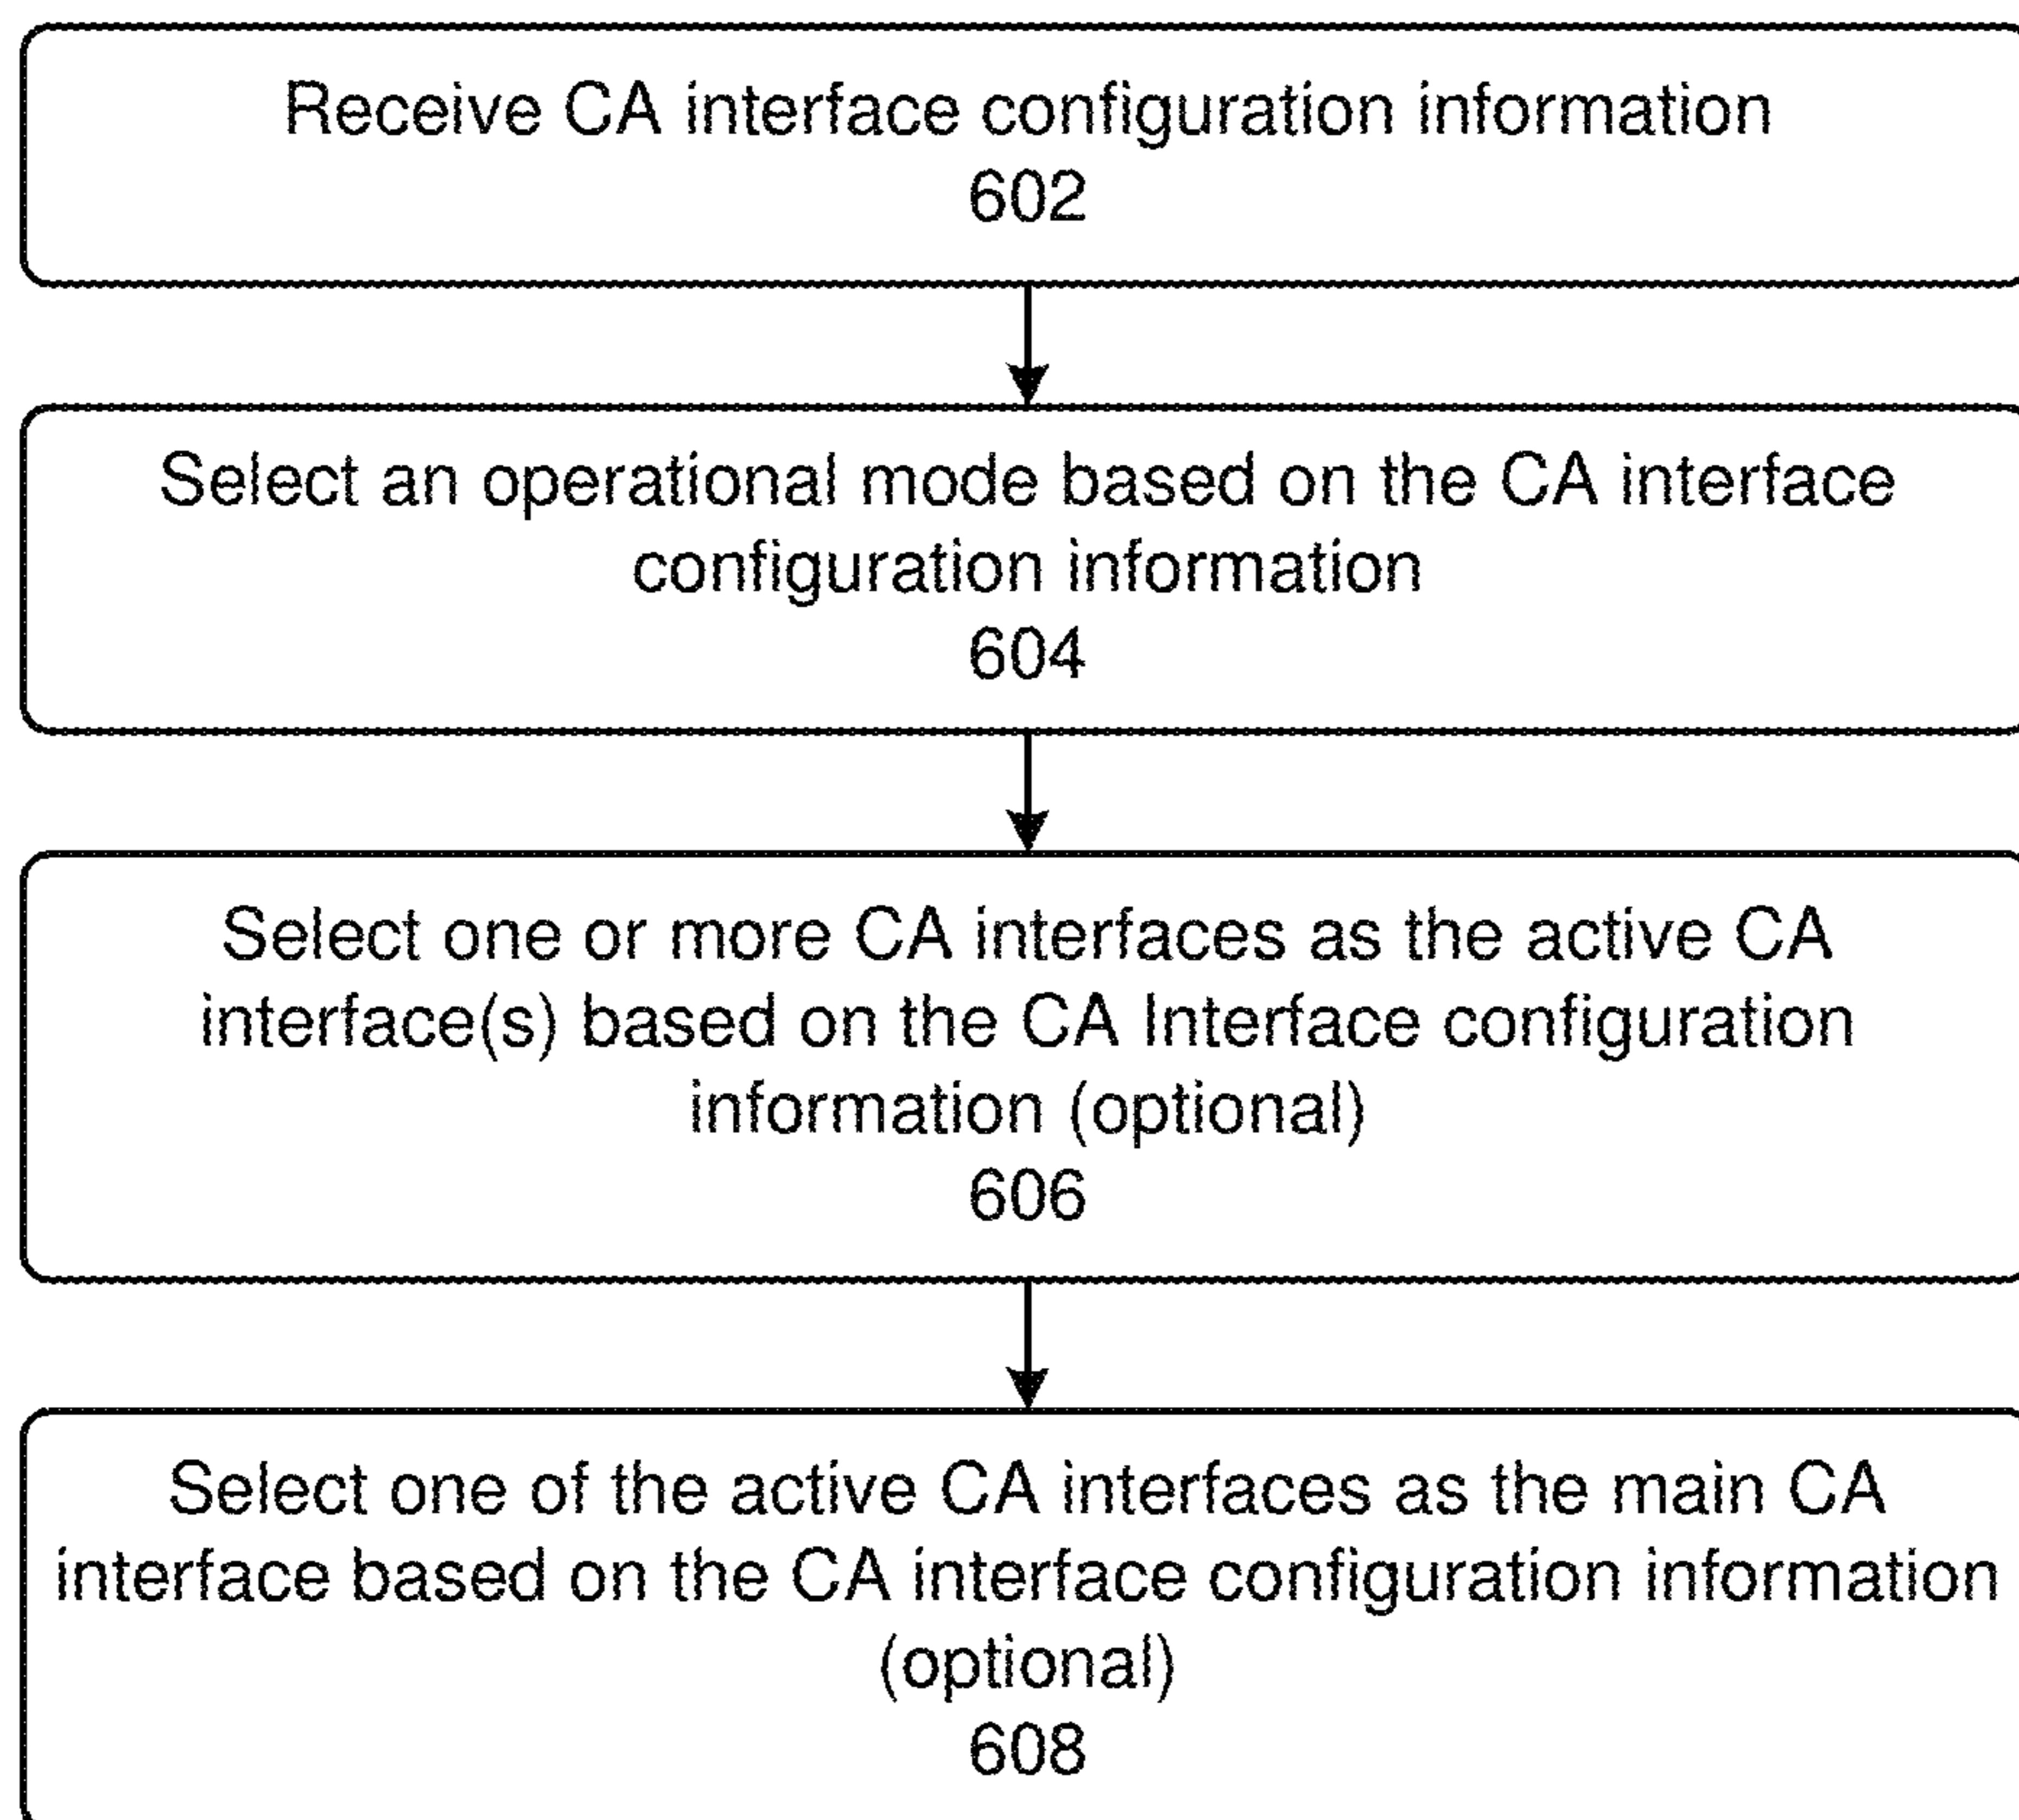 Receive CA interface configuration information
602
Select an operational mode based on the CA interface
configuration information
604
Select one or more CA interfaces as the active CA
interface(s) based on the CA Interface configuration
information (optional)
606
Select one of the active CA interfaces as the main CA
interface based on the CA interface configuration information
(optional)
608